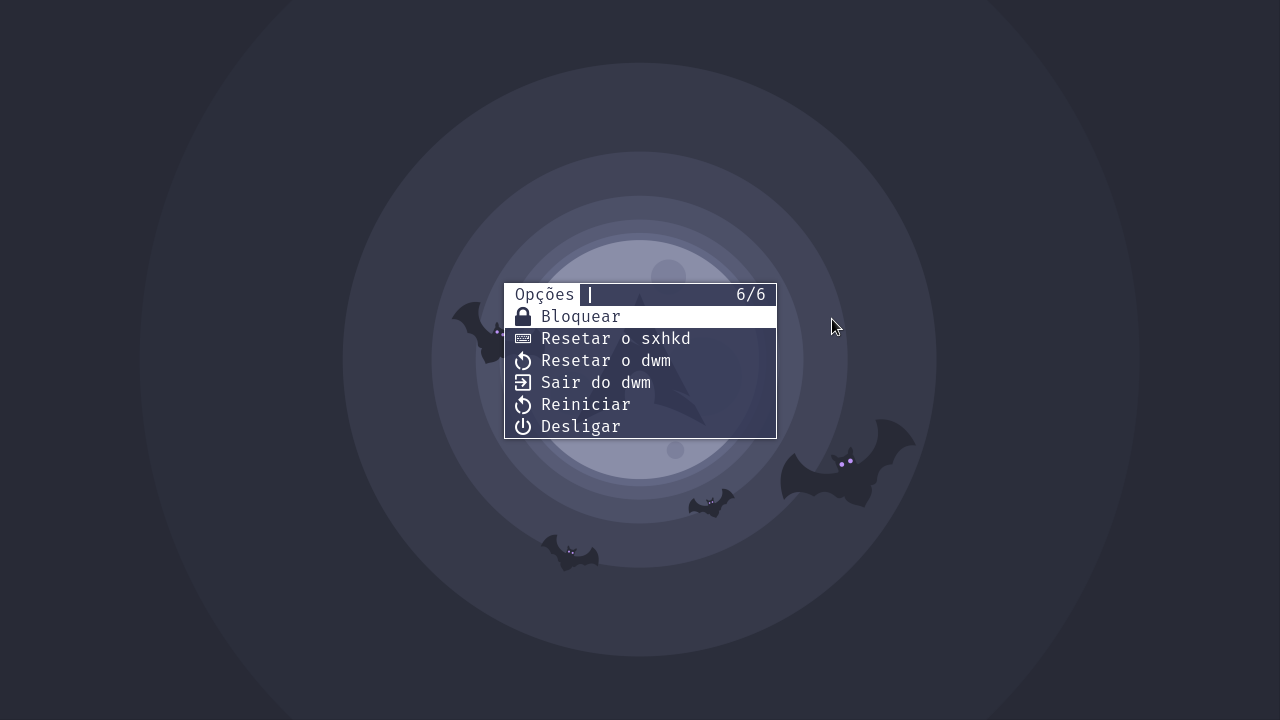 Opções 6/6
Bloquear
Resetar o sxhkd
Resetar o dwm
Sair do dwm
Reiniciar
Desligar